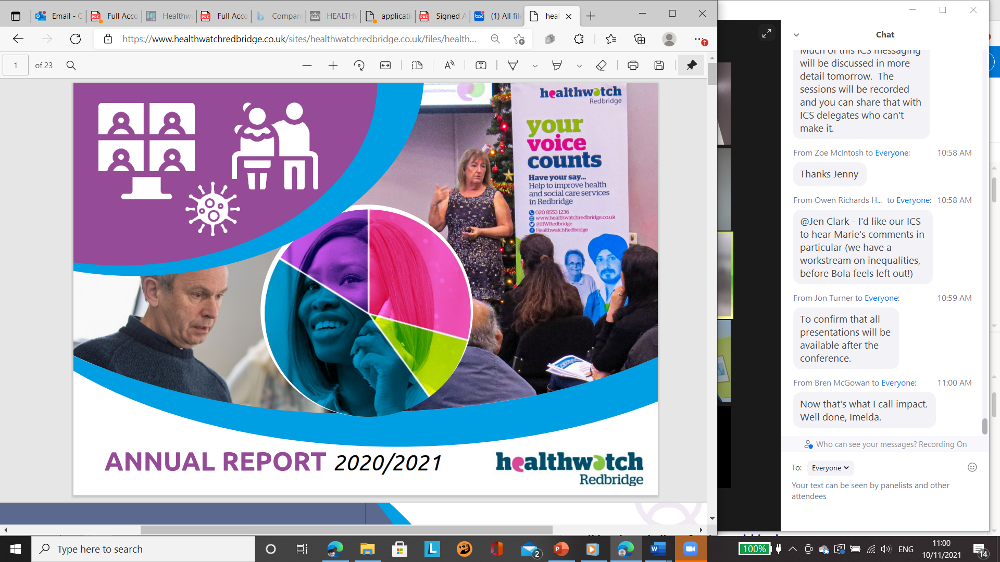 Email - C
Full Acco
Healthwa
Full Acco
Compan
HEALTHW
applicati
Signed A
(1) All file
heal
https://www.healthwatchredbridge.co.uk/sites/healthwatchredbridge.co.uk/files/health...
1
of 23
healthwatch
Redbridge
your
voice
counts
Have your say...
Help to improve health
and social care services
in Redbridge
020 8553 1236
www.healthwatchredbridge.co.uk
@HWRedbridge
HealthwatchRedbridge
ANNUAL REPORT 2020/2021
healthwatch
Redbridge
Chat
Much of this ICS messaging
will be discussed in more
detail tomorrow. The
sessions will be recorded
and you can share that with
ICS delegates who can't
make it.
From Zoe McIntosh to Everyone: 10:58 AM
Thanks Jenny
From Owen Richards H... to Everyone: 10:58 AM
@Jen Clark - I'd like our ICS
to hear Marie's comments in
particular (we have a
workstream on inequalities,
before Bola feels left out!)
From Jon Turner to Everyone: 10:59 AM
To confirm that all
presentations will be
available after the
conference.
From Bren McGowan to Everyone: 11:00 AM
Now that's what I call impact.
Well done, Imelda.
Who can see your messages? Recording On
To: Everyone
Your text can be seen by panelists and other
attendees
Type here to search
2
100%
ENG
11:00
10/11/2021
14